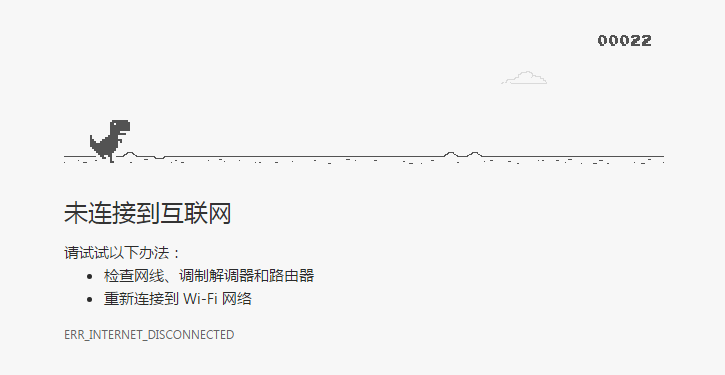 00022
未连接到互联网
请试试以下办法：
检查网线、调制解调器和路由器
重新连接到 Wi-Fi 网络
ERR_INTERNET_DISCONNECTED